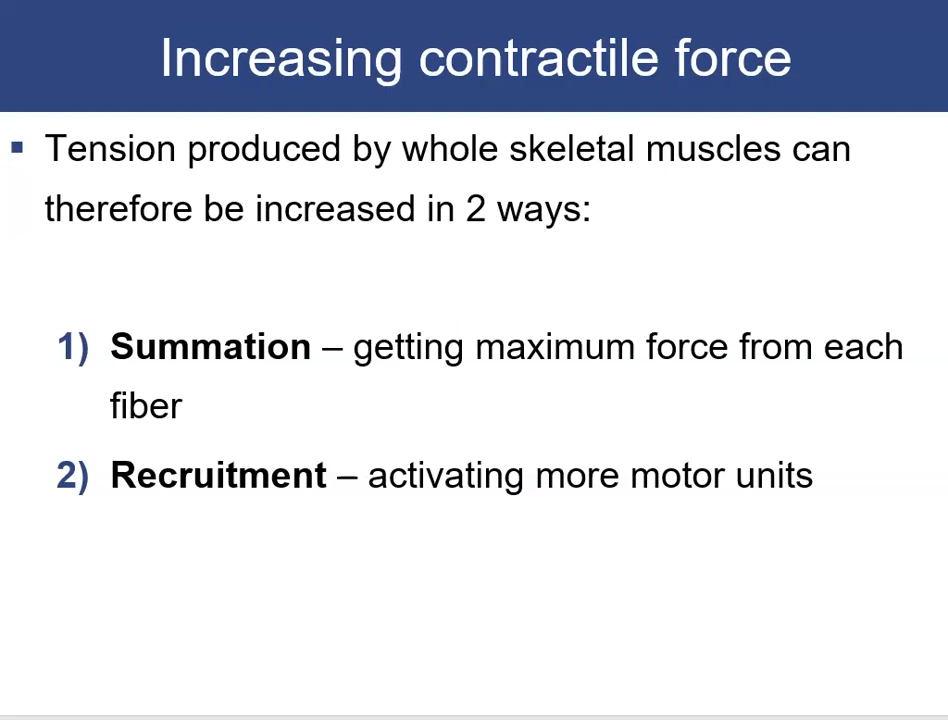 Increasing contractile force
▪ Tension produced by whole skeletal muscles can
therefore be increased in 2 ways:
1) Summation – getting maximum force from each
fiber
2) Recruitment – activating more motor units